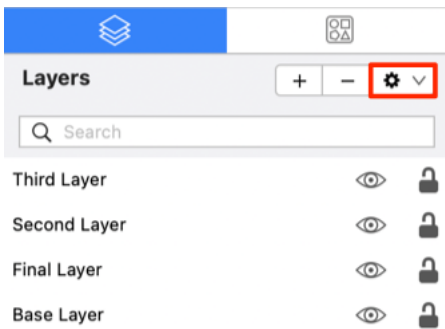 Layers
Search
Third Layer
Second Layer
Final Layer
Base Layer